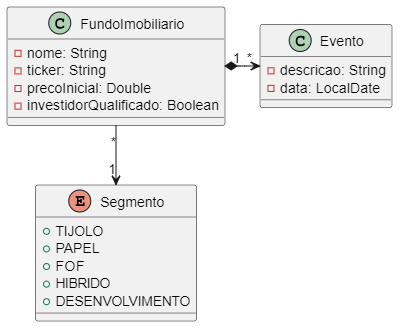 C FundoImobiliario
nome: String
ticker: String
precoInicial: Double
investidorQualificado: Boolean
1 *
C Evento
descricao: String
data: LocalDate
*
1
E Segmento
TIJOLO
PAPEL
FOF
HIBRIDO
DESENVOLVIMENTO